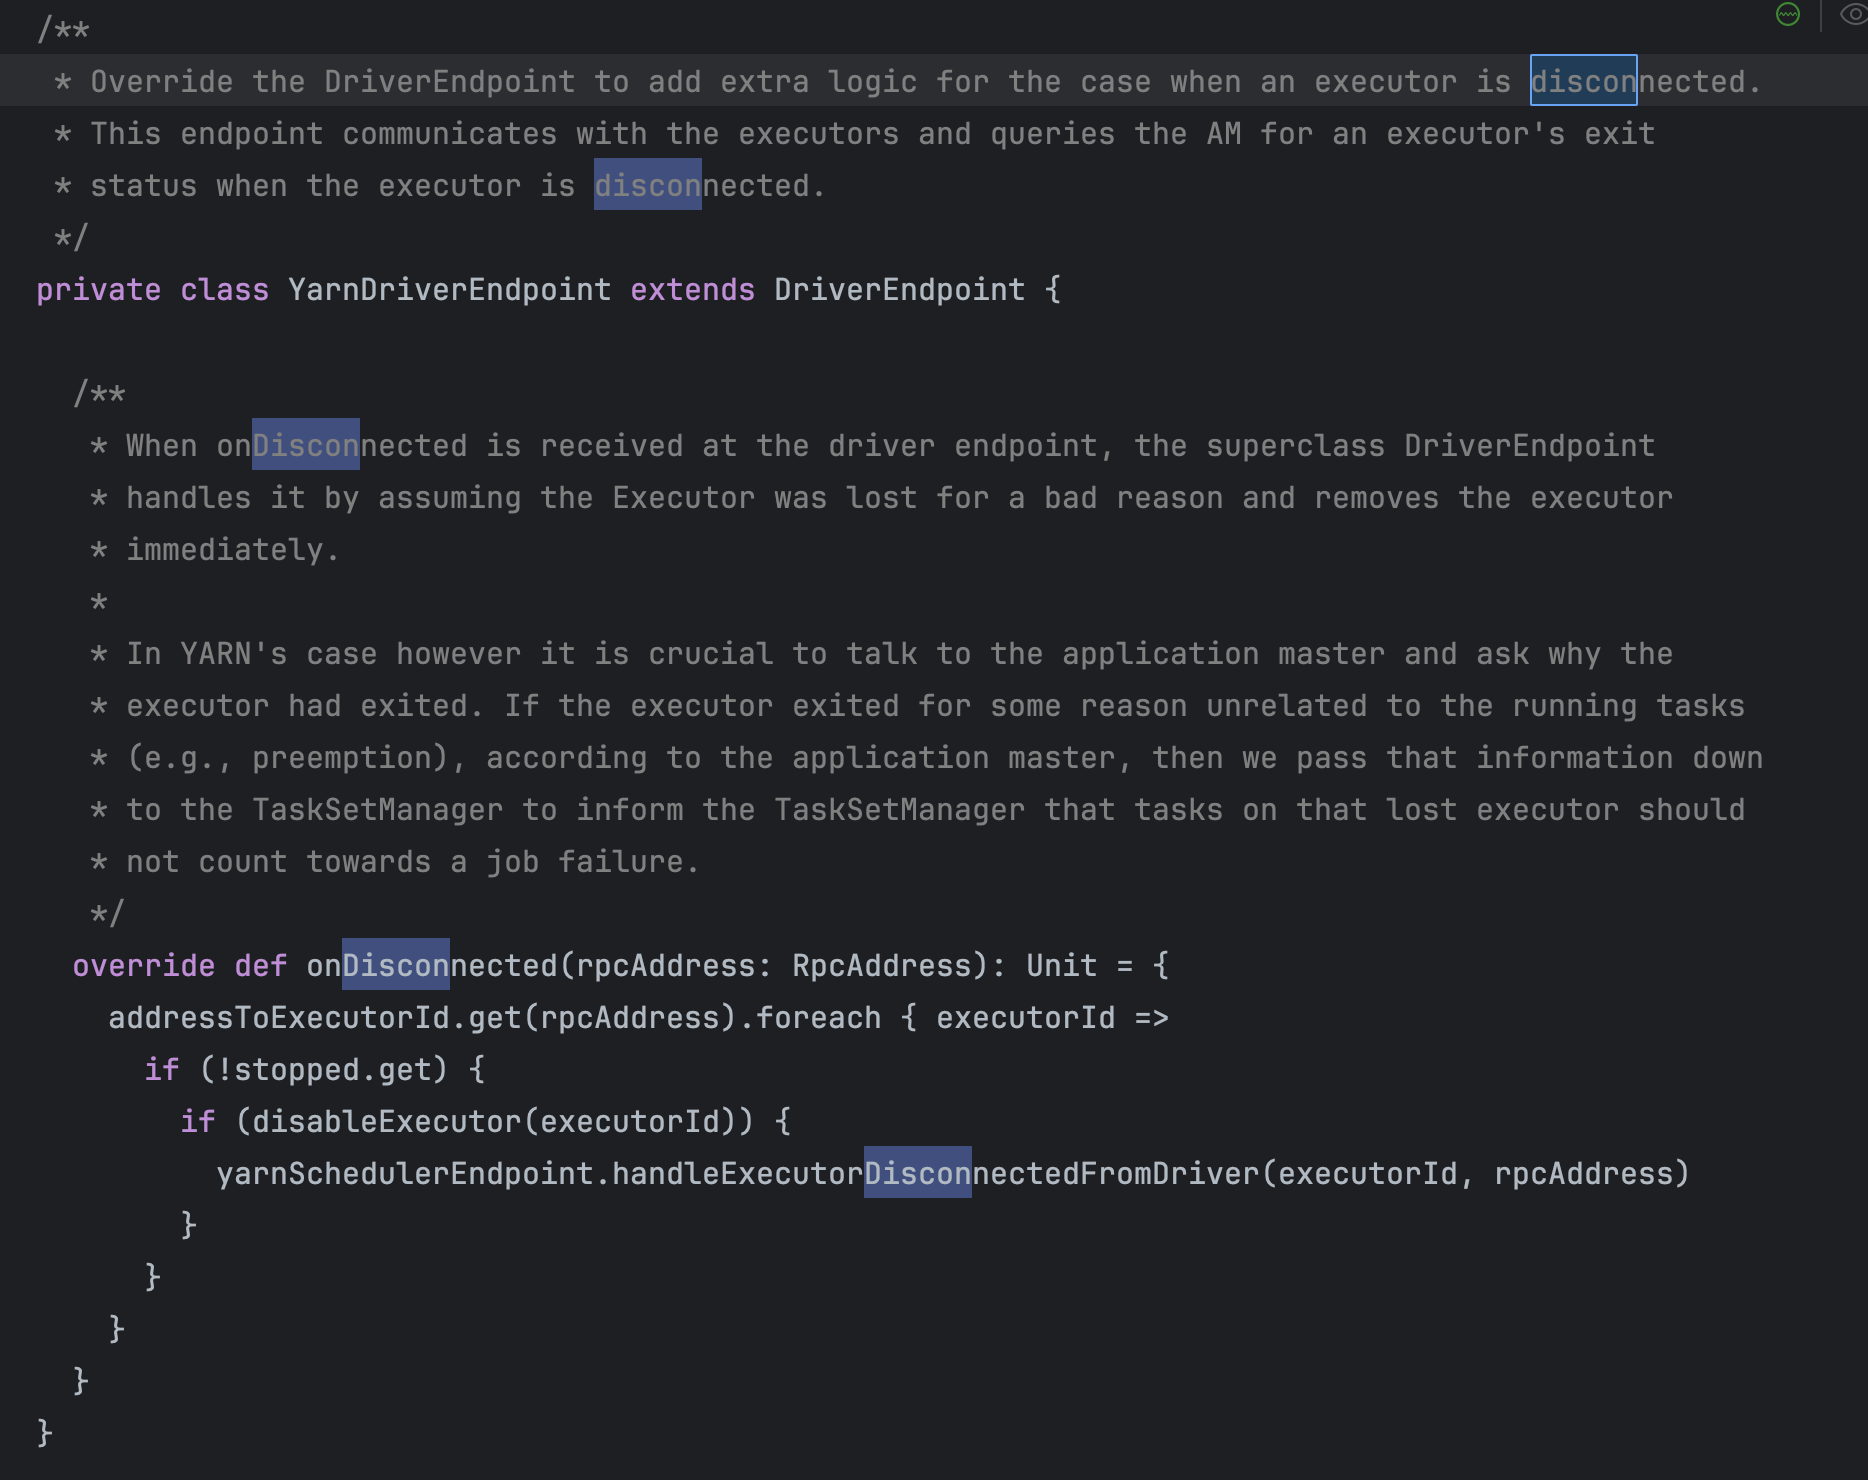 /**
 * Override the DriverEndpoint to add extra logic for the case when an executor is disconnected.
 * This endpoint communicates with the executors and queries the AM for an executor's exit
 * status when the executor is disconnected.
 */
private class YarnDriverEndpoint extends DriverEndpoint {

  /**
   * When onDisconnected is received at the driver endpoint, the superclass DriverEndpoint
   * handles it by assuming the Executor was lost for a bad reason and removes the executor
   * immediately.
   *
   * In YARN's case however it is crucial to talk to the application master and ask why the
   * executor had exited. If the executor exited for some reason unrelated to the running tasks
   * (e.g., preemption), according to the application master, then we pass that information down
   * to the TaskSetManager to inform the TaskSetManager that tasks on that lost executor should
   * not count towards a job failure.
   */
  override def onDisconnected(rpcAddress: RpcAddress): Unit = {
    addressToExecutorId.get(rpcAddress).foreach { executorId =>
      if (!stopped.get) {
        if (disableExecutor(executorId)) {
          yarnSchedulerEndpoint.handleExecutorDisconnectedFromDriver(executorId, rpcAddress)
        }
      }
    }
  }
}